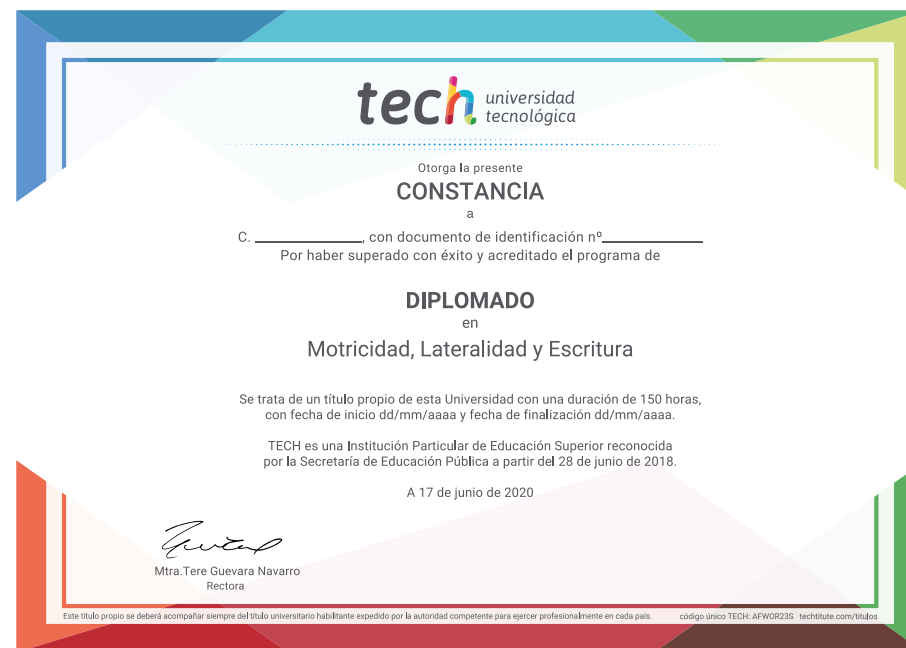 tech universidad
tecnológica
Otorga la presente
CONSTANCIA
a
C. ____________, con documento de identificación nº____________
Por haber superado con éxito y acreditado el programa de
DIPLOMADO
en
Motricidad, Lateralidad y Escritura
Se trata de un título propio de esta Universidad con una duración de 150 horas,
con fecha de inicio dd/mm/aaaa y fecha de finalización dd/mm/aaaa.
TECH es una Institución Particular de Educación Superior reconocida
por la Secretaría de Educación Pública a partir del 28 de junio de 2018.
A 17 de junio de 2020
Mtra.Tere Guevara Navarro
Rectora
Este título propio se deberá acompañar siempre del título universitario habilitante expedido por la autoridad competente para ejercer profesionalmente en cada país. código único TECH: AFWOR23S techtitute.com/titulos